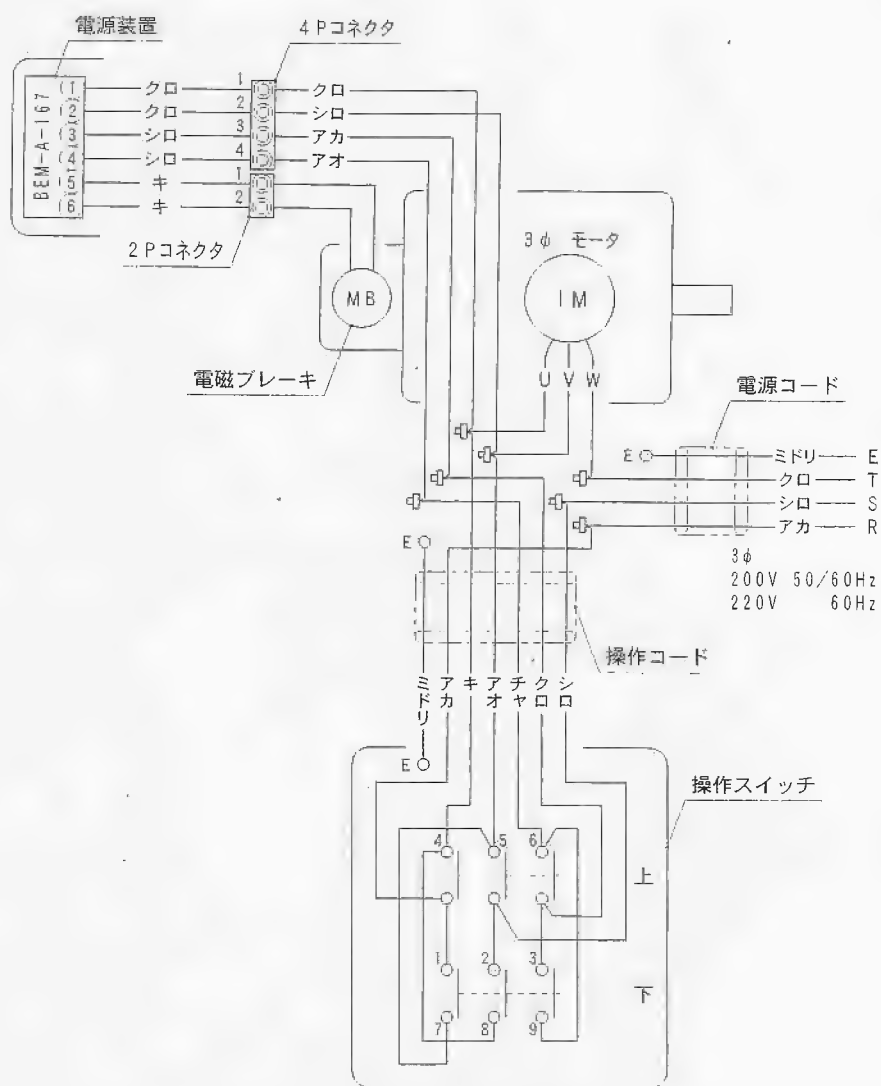 電源装置
4Pコネクタ
BEM-A-167
(1
(2
(3
(4
(5
(6
クロ
クロ
シロ
シロ
キ
キ
1
2
3
4
1
2
クロ
シロ
アカ
アオ
2Pコネクタ
3φ モータ
MB
IM
電磁ブレーキ
U V W
電源コード
E
ミドリ E
クロ T
シロ S
アカ R
3φ
200V 50/60Hz
220V 60Hz
E
操作コード
ミドリ
アカ
キ
アオ
チャ
クロ
シロ
E
操作スイッチ
4 5 6
上
1 2 3
下
7 8 9